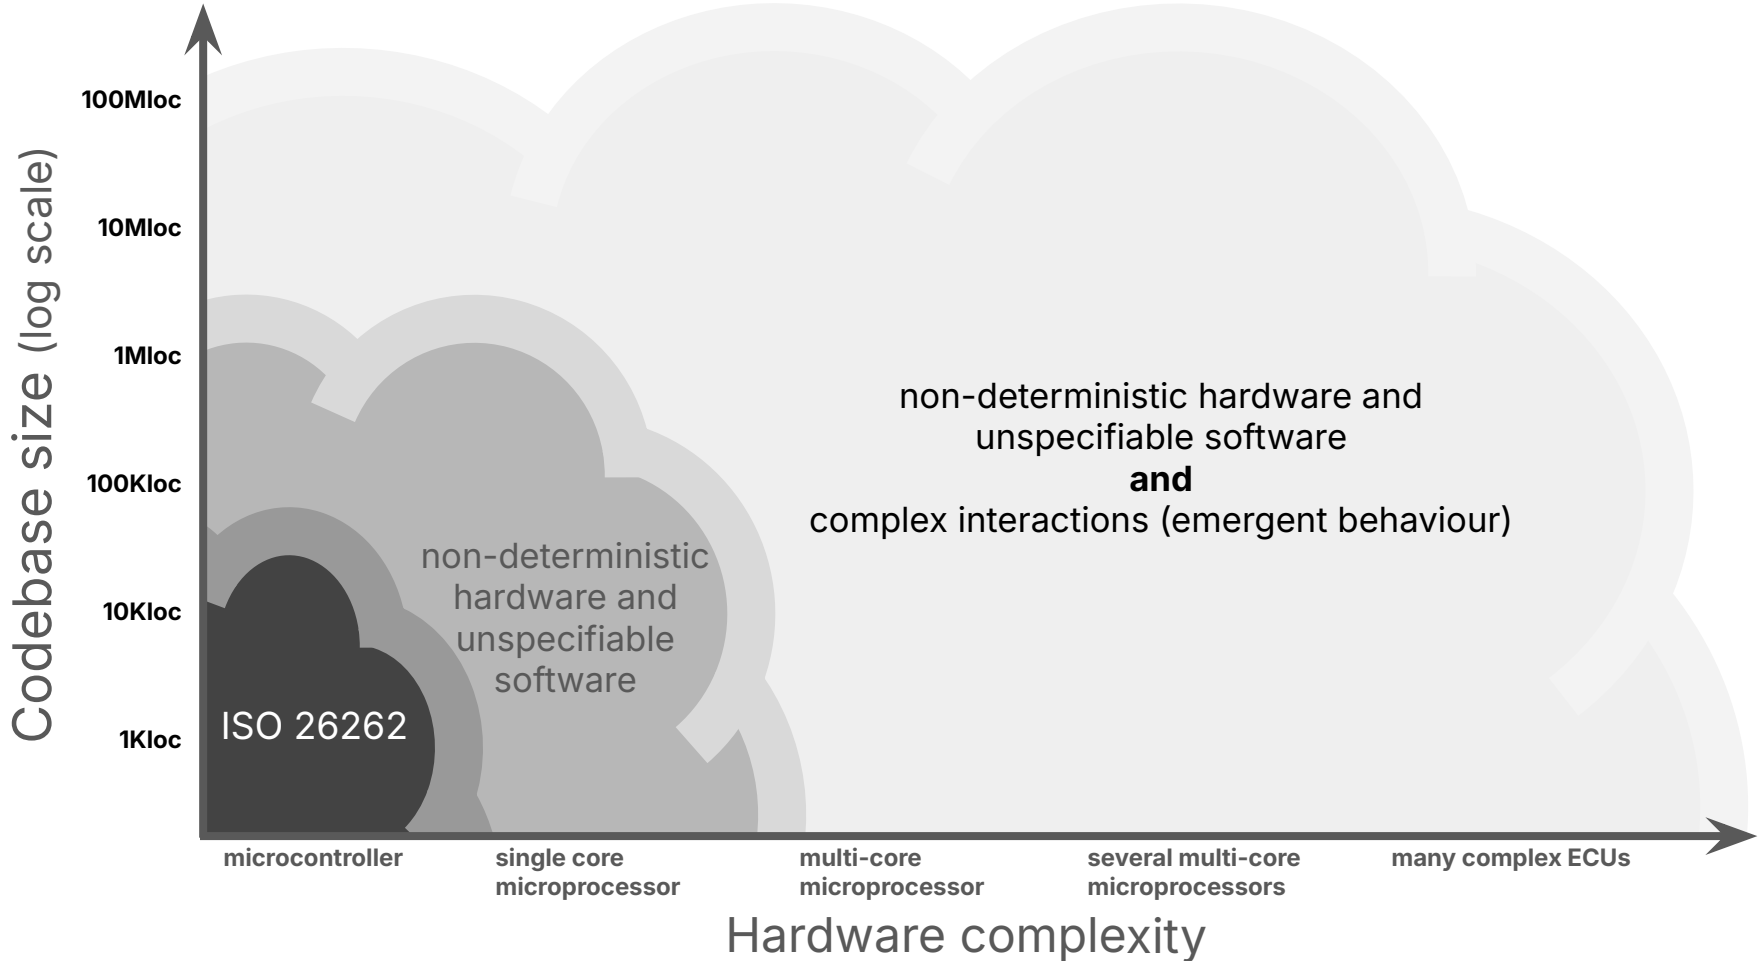 Codebase size (log scale)
100Mloc
10Mloc
1Mloc
100Kloc
10Kloc
1Kloc
non-deterministic hardware and
unspecifiable software
and
complex interactions (emergent behaviour)
non-deterministic
hardware and
unspecifiable
software
ISO 26262
microcontroller
single core
microprocessor
multi-core
microprocessor
several multi-core
microprocessors
many complex ECUs
Hardware complexity